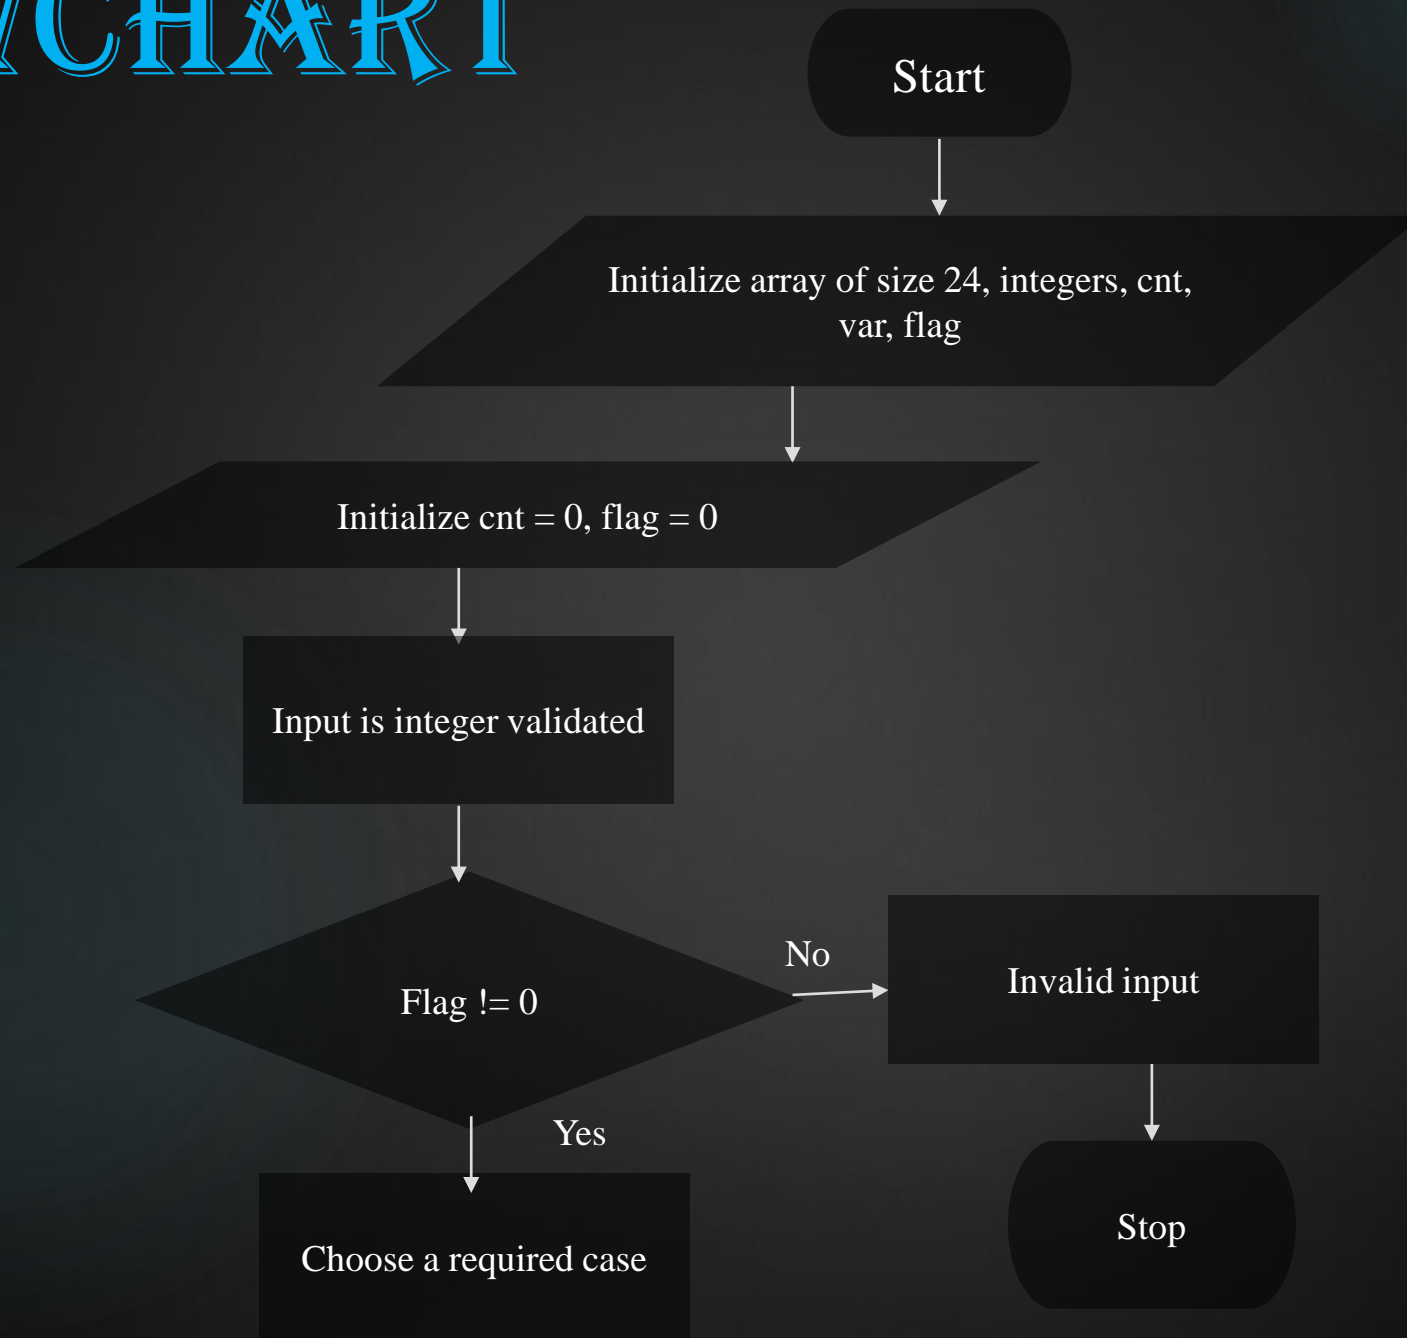 CHART
Start
Initialize array of size 24, integers, cnt,
var, flag
Initialize cnt = 0, flag = 0
Input is integer validated
Flag != 0
No
Invalid input
Yes
Stop
Choose a required case